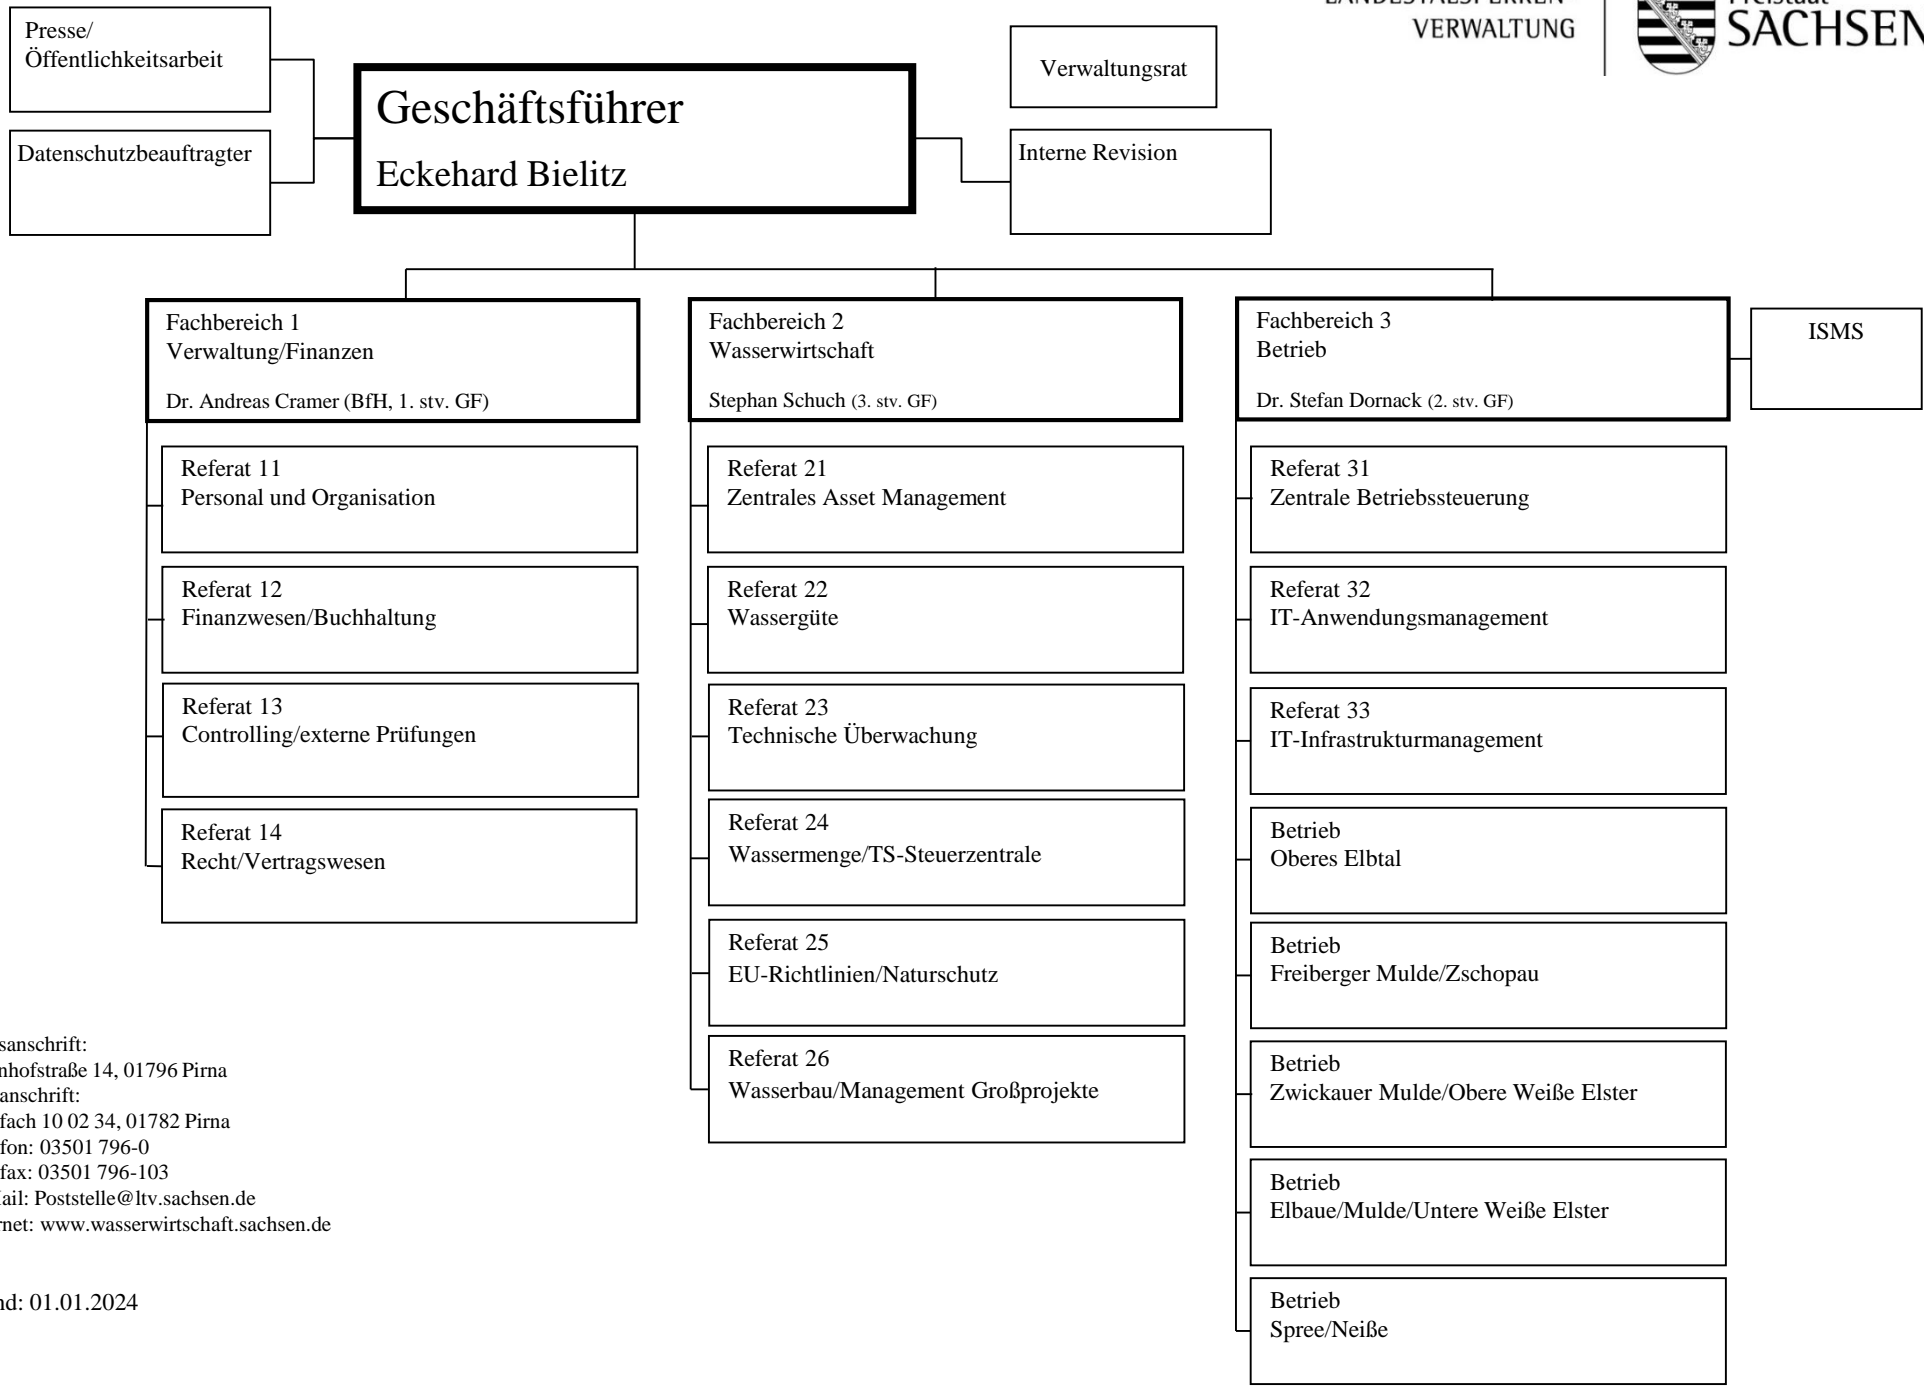 Presse/
Öffentlichkeitsarbeit
Datenschutzbeauftragter
Geschäftsführer
Eckehard Bielitz
Verwaltungsrat
Interne Revision
VERWALTUNG
SACHSEN
Fachbereich 1
Verwaltung/Finanzen
Dr. Andreas Cramer (BfH, 1. stv. GF)
Referat 11
Personal und Organisation
Referat 12
Finanzwesen/Buchhaltung
Referat 13
Controlling/externe Prüfungen
Referat 14
Recht/Vertragswesen
Fachbereich 2
Wasserwirtschaft
Stephan Schuch (3. stv. GF)
Referat 21
Zentrales Asset Management
Referat 22
Wassergüte
Referat 23
Technische Überwachung
Referat 24
Wassermenge/TS-Steuerzentrale
Referat 25
EU-Richtlinien/Naturschutz
Referat 26
Wasserbau/Management Großprojekte
Fachbereich 3
Betrieb
Dr. Stefan Dornack (2. stv. GF)
ISMS
Referat 31
Zentrale Betriebssteuerung
Referat 32
IT-Anwendungsmanagement
Referat 33
IT-Infrastrukturmanagement
Betrieb
Oberes Elbtal
Betrieb
Freiberger Mulde/Zschopau
Betrieb
Zwickauer Mulde/Obere Weiße Elster
Betrieb
Elbaue/Mulde/Untere Weiße Elster
Betrieb
Spree/Neiße
sanschrift:
nhofstraße 14, 01796 Pirna
anschrift:
fach 10 02 34, 01782 Pirna
fon: 03501 796-0
fax: 03501 796-103
ail: Poststelle@ltv.sachsen.de
rnet: www.wasserwirtschaft.sachsen.de
nd: 01.01.2024